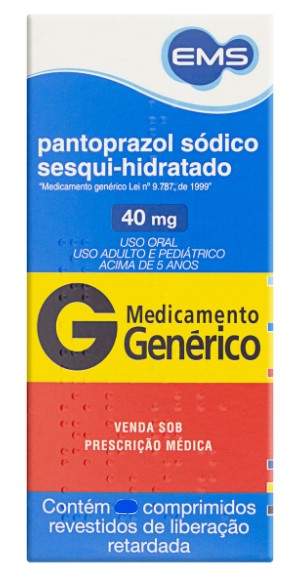 EMS
pantoprazol sódico
sesqui-hidratado
"Medicamento genérico Lei nº 9.787, de 1999"
40 mg
USO ORAL
USO ADULTO E PEDIÁTRICO
ACIMA DE 5 ANOS
G Medicamento
Genérico
VENDA SOB
PRESCRIÇÃO MÉDICA
Contém comprimidos
revestidos de liberação
retardada